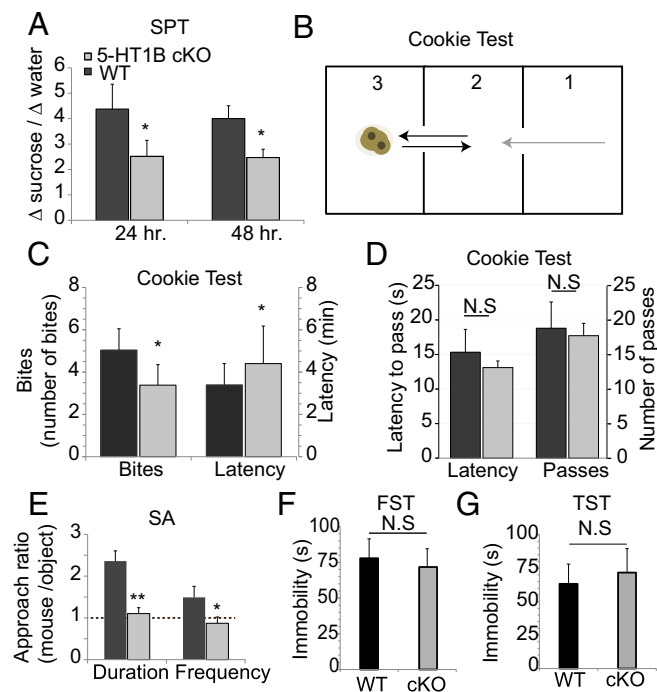 A
SPT
5-HT1B cKO
WT
Δ sucrose / Δ water
6
5
4
3
2
1
0
*
*
24 hr.
48 hr.
B
Cookie Test
3
2
1
C
Cookie Test
Bites
(number of bites)
8
6
4
2
0
*
*
8
6
4
2
0
Latency (min)
Bites
Latency
D
Cookie Test
Latency to pass (s)
25
20
15
10
5
0
N.S
N.S
25
20
15
10
5
0
Number of passes
Latency
Passes
E
SA
Approach ratio
(mouse /object)
3
2
1
0
**
*
Duration
Frequency
F
FST
N.S
Immobility (s)
100
75
50
25
0
WT
cKO
G
TST
N.S
Immobility (s)
100
75
50
25
0
WT
cKO